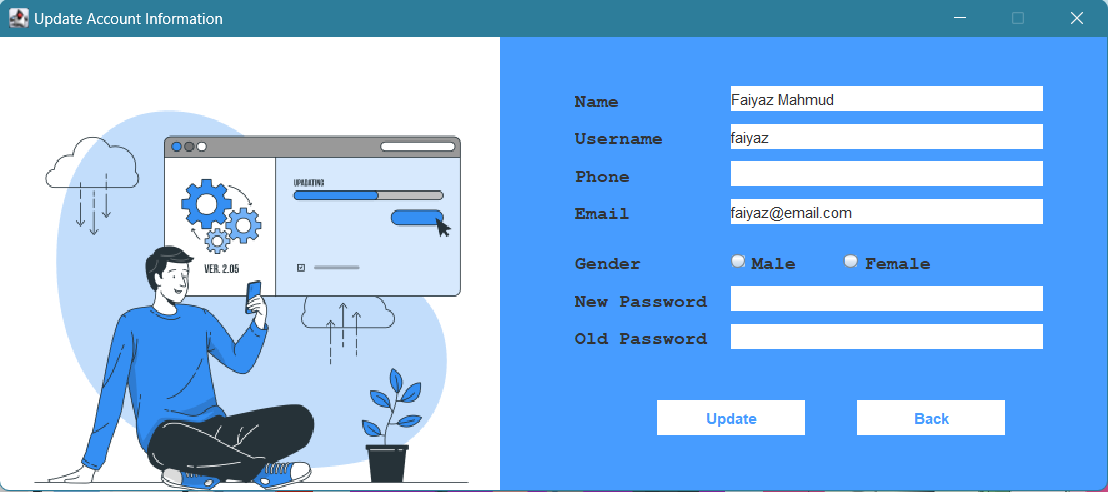 Update Account Information
UPADATING
VER: 2.05
Name Faiyaz Mahmud
Username faiyaz
Phone
Email faiyaz@email.com
Gender Male Female
New Password
Old Password
Update Back